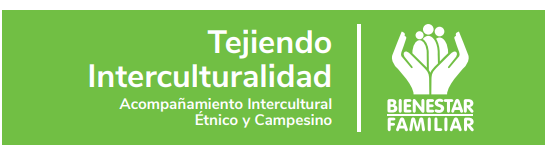 Tejiendo
Interculturalidad
Acompañamiento Intercultural
Étnico y Campesino
BIENESTAR
FAMILIAR